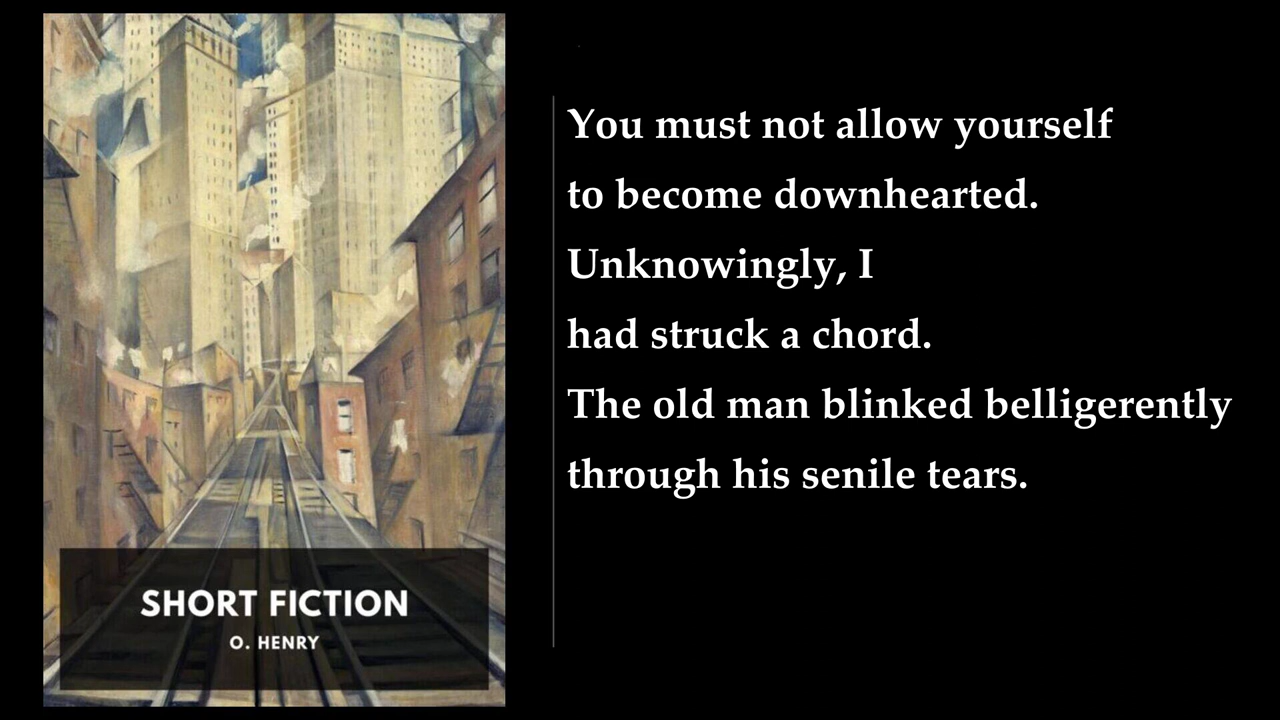 You must not allow yourself
to become downhearted.
Unknowingly, I
had struck a chord.
The old man blinked belligerently
through his senile tears.
SHORT FICTION
O. HENRY